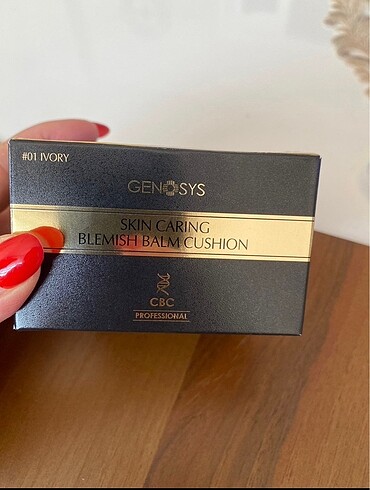 #01 IVORY
GENOSYS
SKIN CARING
BLEMISH BALM CUSHION
CBC
PROFESSIONAL